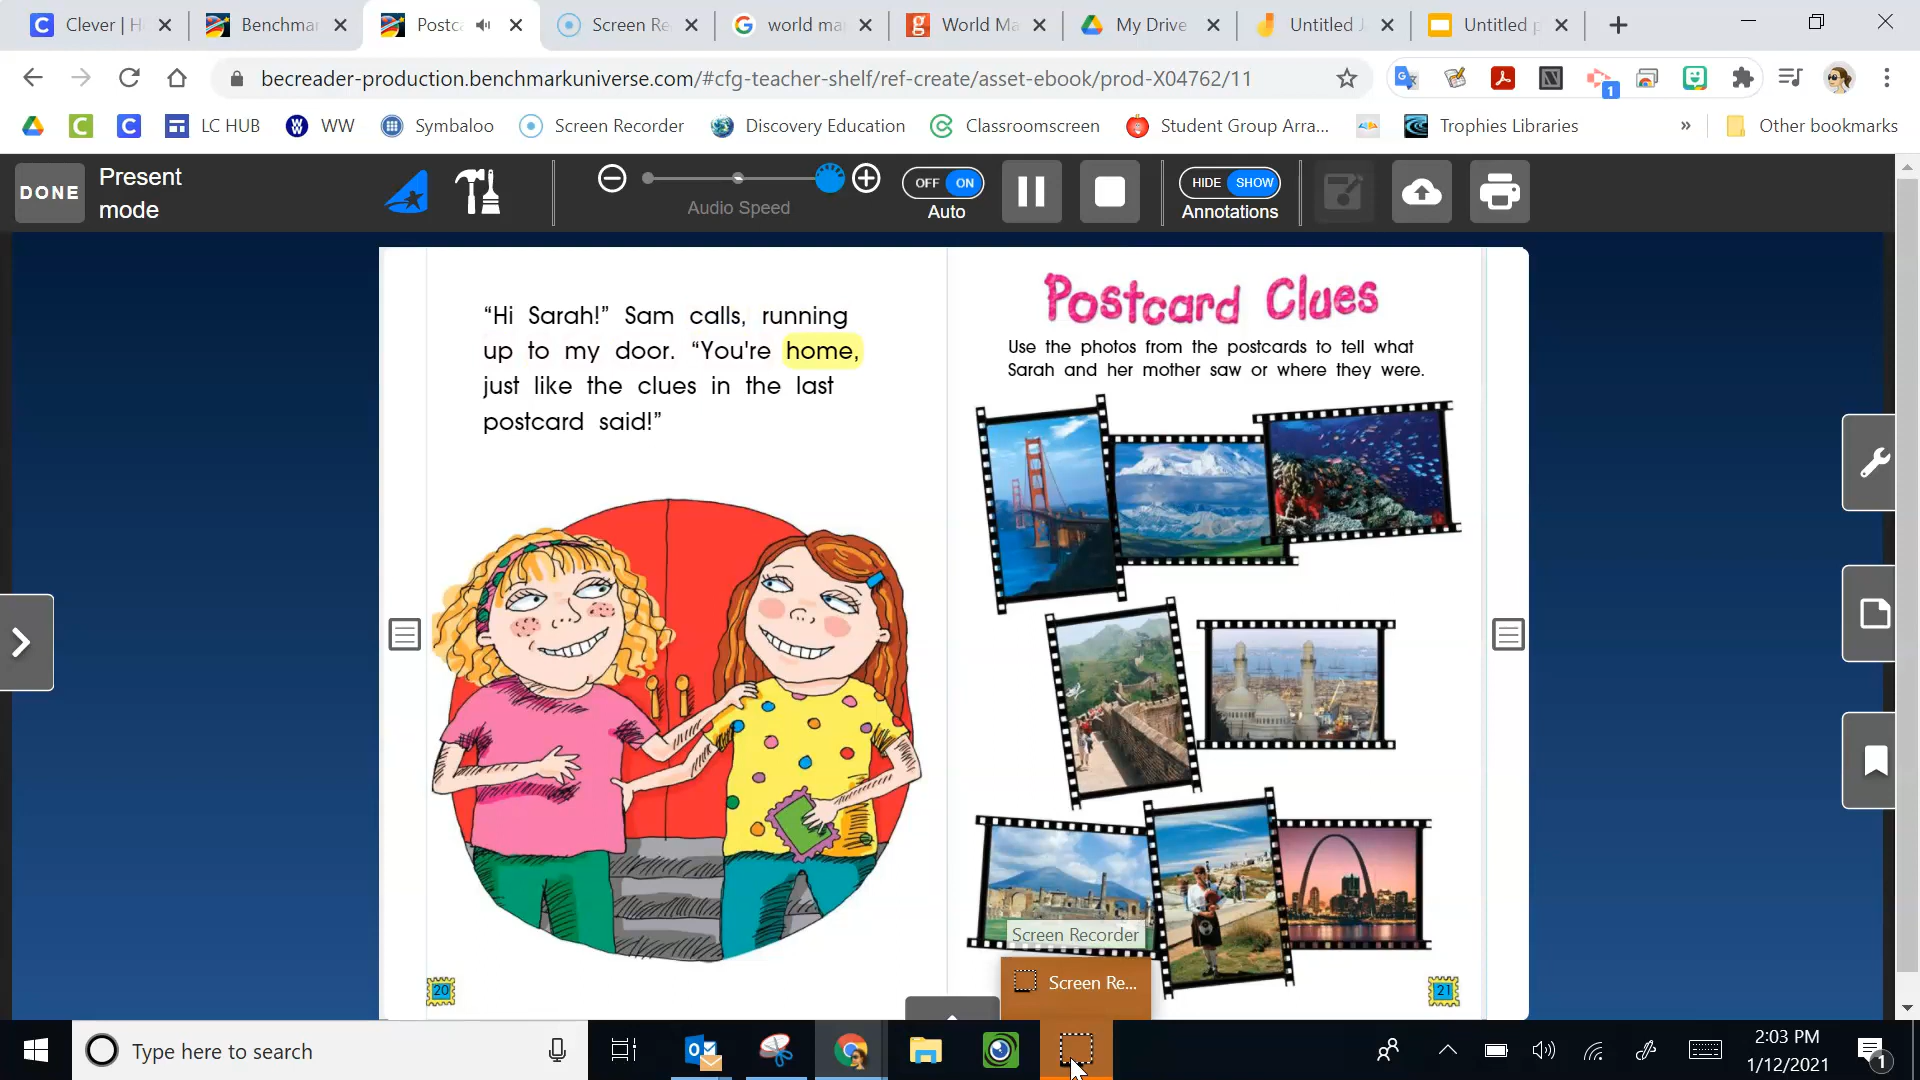 Clever | H
Benchmar
Postca
Screen Re
world ma
World Ma
My Drive
Untitled J
Untitled p
becreader-production.benchmarkuniverse.com/#cfg-teacher-shelf/ref-create/asset-ebook/prod-X04762/11
1
LC HUB
WW
Symbaloo
Screen Recorder
Discovery Education
Classroomscreen
Student Group Arra...
Trophies Libraries
»
Other bookmarks
DONE
Present
mode
Audio Speed
OFF ON
Auto
HIDE SHOW
Annotations
“Hi Sarah!” Sam calls, running
up to my door. “You're home,
just like the clues in the last
postcard said!”
20
Postcard Clues
Use the photos from the postcards to tell what
Sarah and her mother saw or where they were.
21
Screen Recorder
Screen Re...
Type here to search
2:03 PM
1/12/2021
1